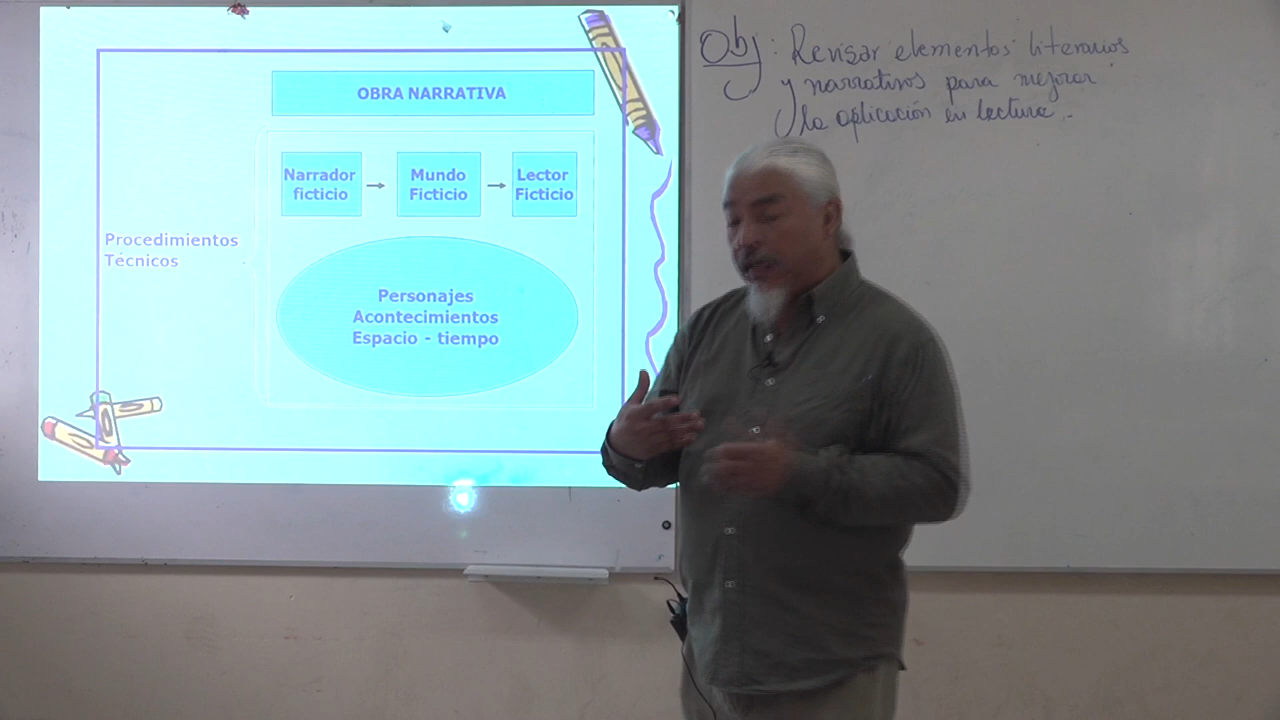 OBRA NARRATIVA
Narrador
ficticio
Mundo
Ficticio
Lector
Ficticio
Procedimientos
Técnicos
Personajes
Acontecimientos
Espacio - tiempo
Obj: Revisar elementos literarios
y narrativos para mejorar
la aplicación en lectura.-